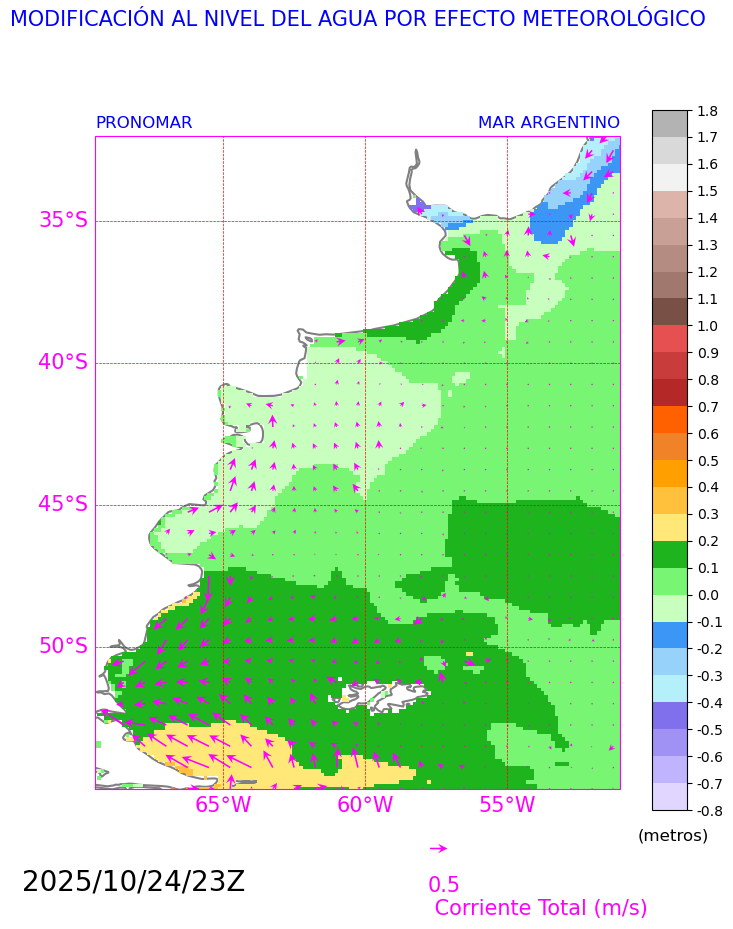 MODIFICACIÓN AL NIVEL DEL AGUA POR EFECTO METEOROLÓGICO
PRONOMAR
MAR ARGENTINO
35°S
40°S
45°S
50°S
65°W
60°W
55°W
1.8
1.7
1.6
1.5
1.4
1.3
1.2
1.1
1.0
0.9
0.8
0.7
0.6
0.5
0.4
0.3
0.2
0.1
0.0
-0.1
-0.2
-0.3
-0.4
-0.5
-0.6
-0.7
-0.8
(metros)
2025/10/24/23Z
0.5
Corriente Total (m/s)